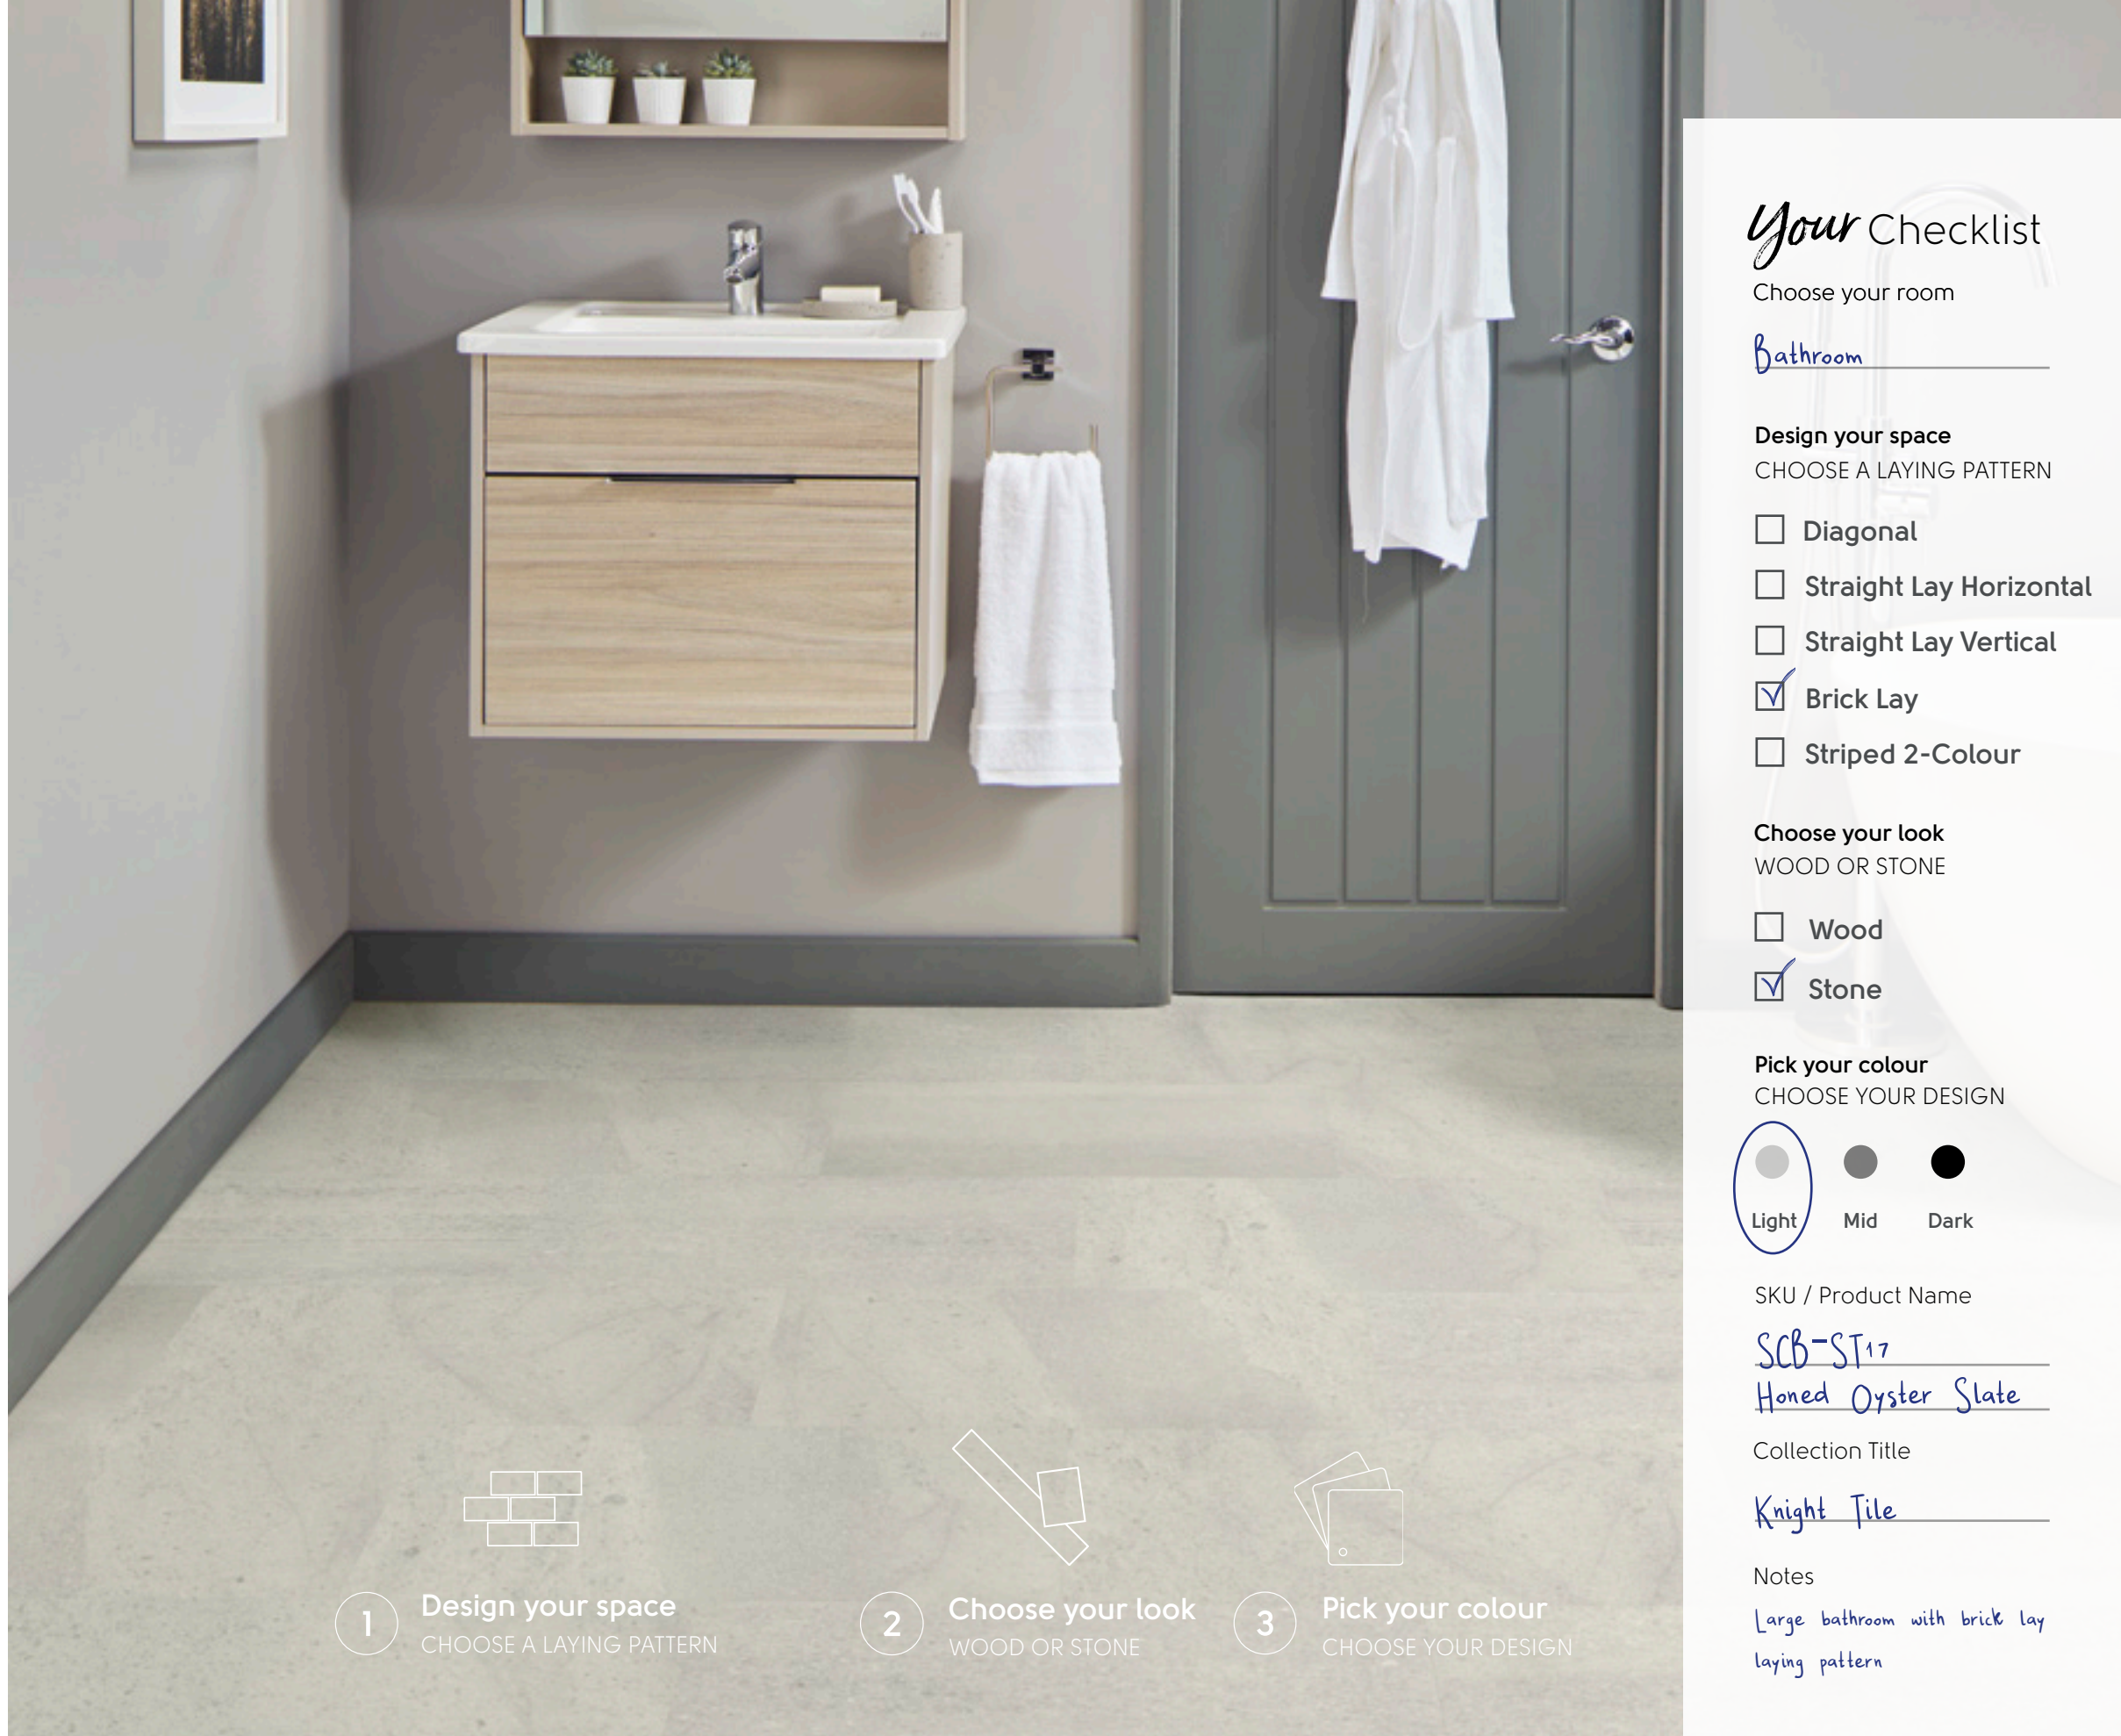 Your Checklist
Choose your room
Bathroom
Design your space
CHOOSE A LAYING PATTERN
Diagonal
Straight Lay Horizontal
Straight Lay Vertical
Brick Lay
Striped 2-Colour
Choose your look
WOOD OR STONE
Wood
Stone
Pick your colour
CHOOSE YOUR DESIGN
Light Mid Dark
SKU / Product Name
SCB-ST17
Honed Oyster Slate
Collection Title
Knight Tile
Notes
Large bathroom with brick lay
laying pattern
1 Design your space
CHOOSE A LAYING PATTERN
2 Choose your look
WOOD OR STONE
3 Pick your colour
CHOOSE YOUR DESIGN